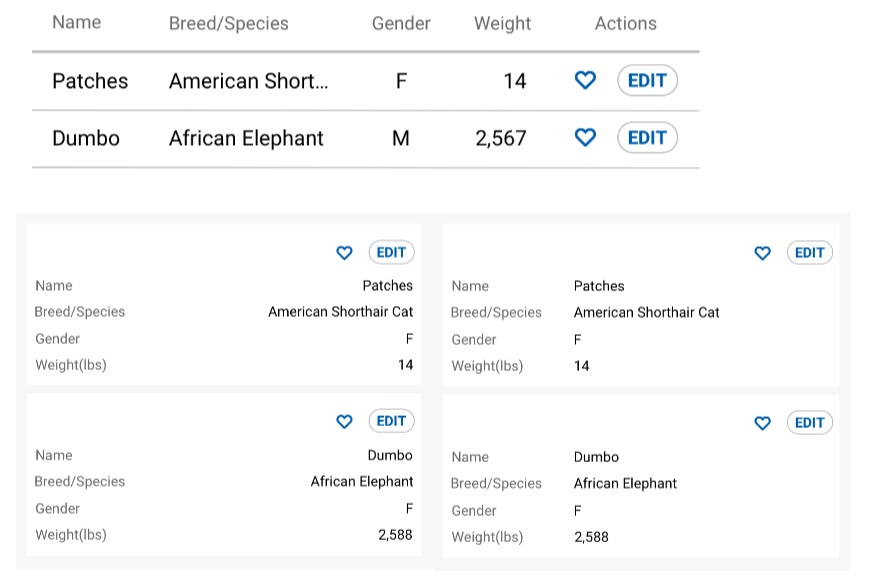 Name Breed/Species Gender Weight Actions
Patches American Short... F 14 EDIT
Dumbo African Elephant M 2,567 EDIT
EDIT
Name Patches
Breed/Species American Shorthair Cat
Gender F
Weight(lbs) 14
EDIT
Name Patches
Breed/Species American Shorthair Cat
Gender F
Weight(lbs) 14
EDIT
Name Dumbo
Breed/Species African Elephant
Gender F
Weight(lbs) 2,588
EDIT
Name Dumbo
Breed/Species African Elephant
Gender F
Weight(lbs) 2,588